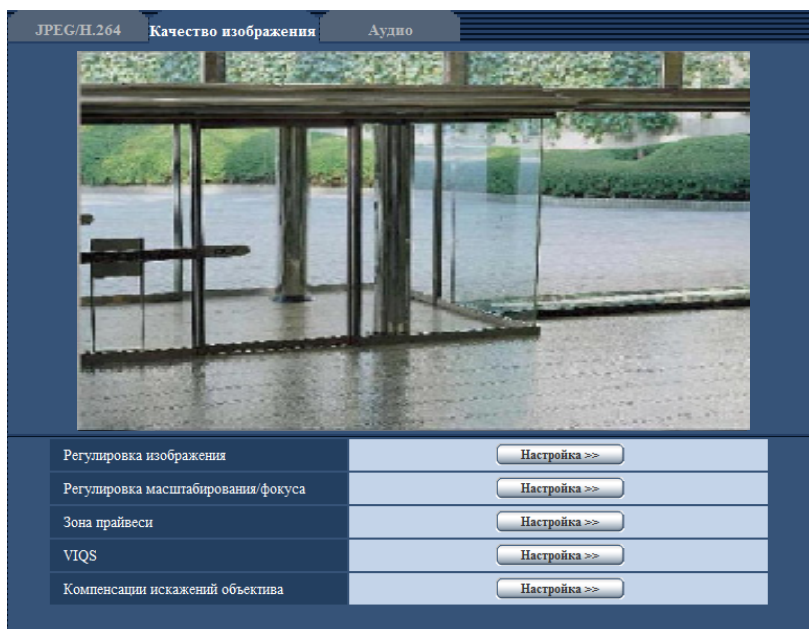 JPEG/H.264 Качество изображения Аудио
Регулировка изображения Настройка >>
Регулировка масштабирования/фокуса Настройка >>
Зона прайвеси Настройка >>
VIQS Настройка >>
Компенсации искажений объектива Настройка >>